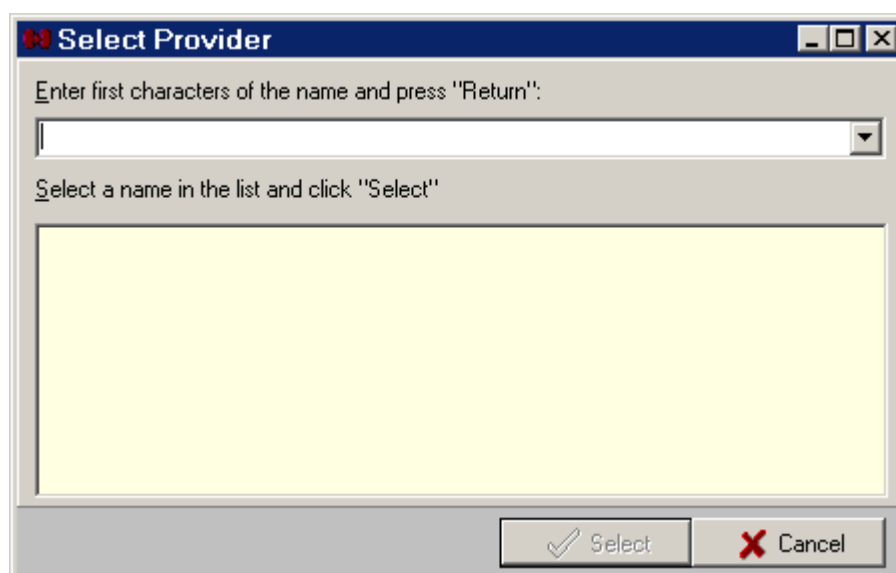 Select Provider
Enter first characters of the name and press "Return":
Select a name in the list and click "Select"
Select
Cancel